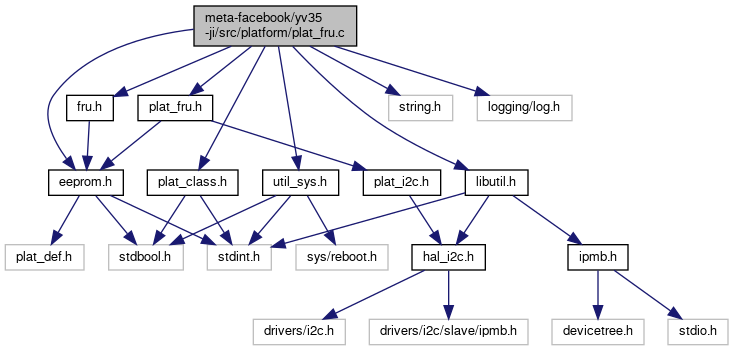 meta-facebook/yv35
-ji/src/platform/plat_fru.c
fru.h
plat_fru.h
string.h
logging/log.h
eeprom.h
plat_class.h
util_sys.h
plat_i2c.h
libutil.h
plat_def.h
stdbool.h
stdint.h
sys/reboot.h
hal_i2c.h
ipmb.h
drivers/i2c.h
drivers/i2c/slave/ipmb.h
devicetree.h
stdio.h